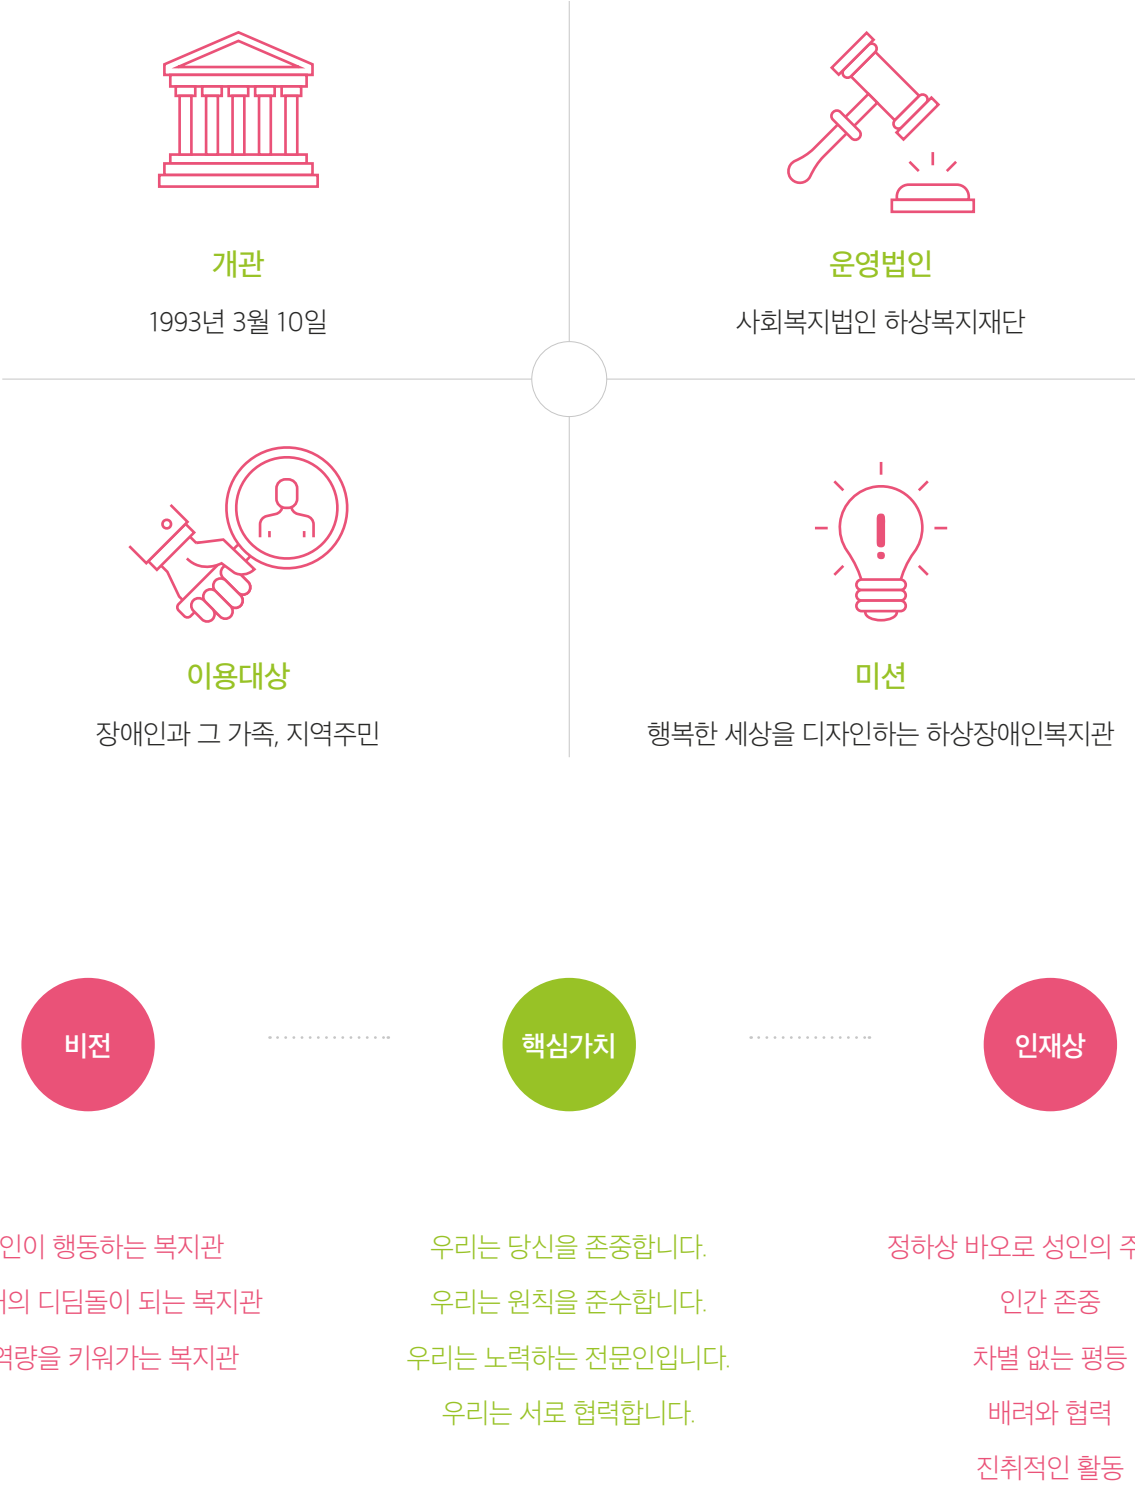 개관
1993년 3월 10일
운영법인
사회복지법인 하상복지재단
이용대상
장애인과 그 가족, 지역주민
미션
행복한 세상을 디자인하는 하상장애인복지관
비전
핵심가치
인재상
행동하는 복지관
디딤돌이 되는 복지관
키워가는 복지관
우리는 당신을 존중합니다.
우리는 원칙을 준수합니다.
우리는 노력하는 전문인입니다.
우리는 서로 협력합니다.
정하상 바오로 성인의
인간 존중
차별 없는 평등
배려와 협력
진취적인 활동